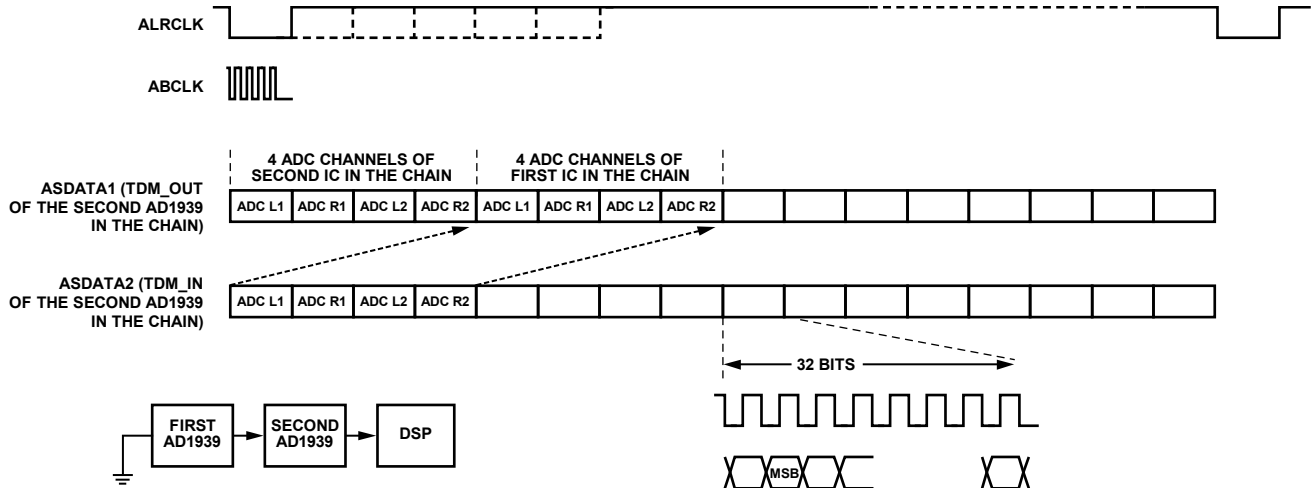 ALRCLK
ABCLK
4 ADC CHANNELS OF
SECOND IC IN THE CHAIN
4 ADC CHANNELS OF
FIRST IC IN THE CHAIN
ASDATA1 (TDM_OUT
OF THE SECOND AD1939
IN THE CHAIN)
ADC L1 ADC R1 ADC L2 ADC R2 ADC L1 ADC R1 ADC L2 ADC R2
ASDATA2 (TDM_IN
OF THE SECOND AD1939
IN THE CHAIN)
ADC L1 ADC R1 ADC L2 ADC R2
32 BITS
FIRST
AD1939
SECOND
AD1939
DSP
MSB